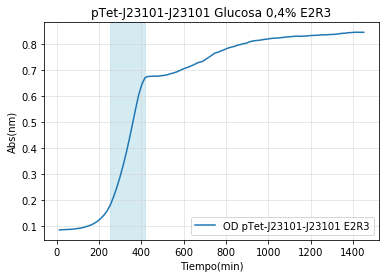 pTet-J23101-J23101 Glucosa 0,4% E2R3
Abs(nm)
0.8
0.7
0.6
0.5
0.4
0.3
0.2
0.1
OD pTet-J23101-J23101 E2R3
0 200 400 600 800 1000 1200 1400
Tiempo(min)